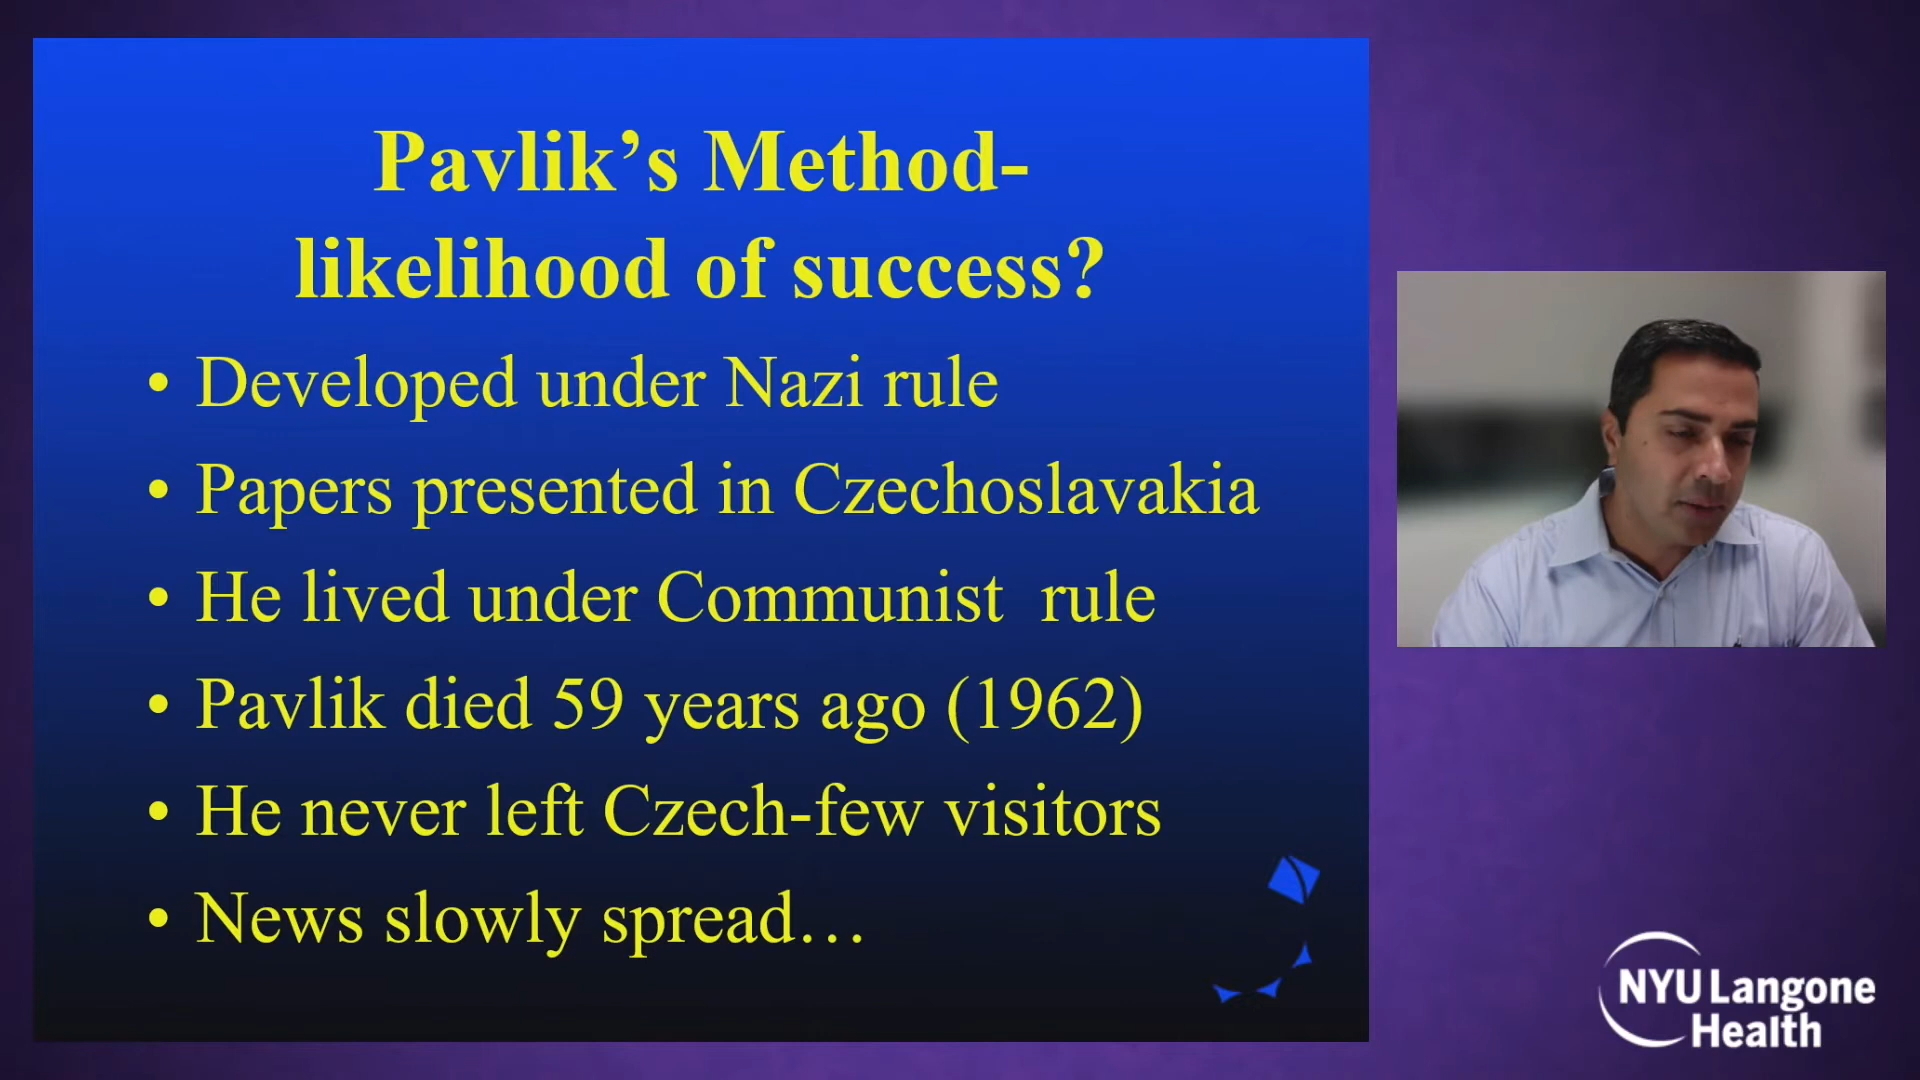 Pavlik’s Method-
likelihood of success?
• Developed under Nazi rule
• Papers presented in Czechoslavakia
• He lived under Communist rule
• Pavlik died 59 years ago (1962)
• He never left Czech-few visitors
• News slowly spread…
NYU Langone
Health